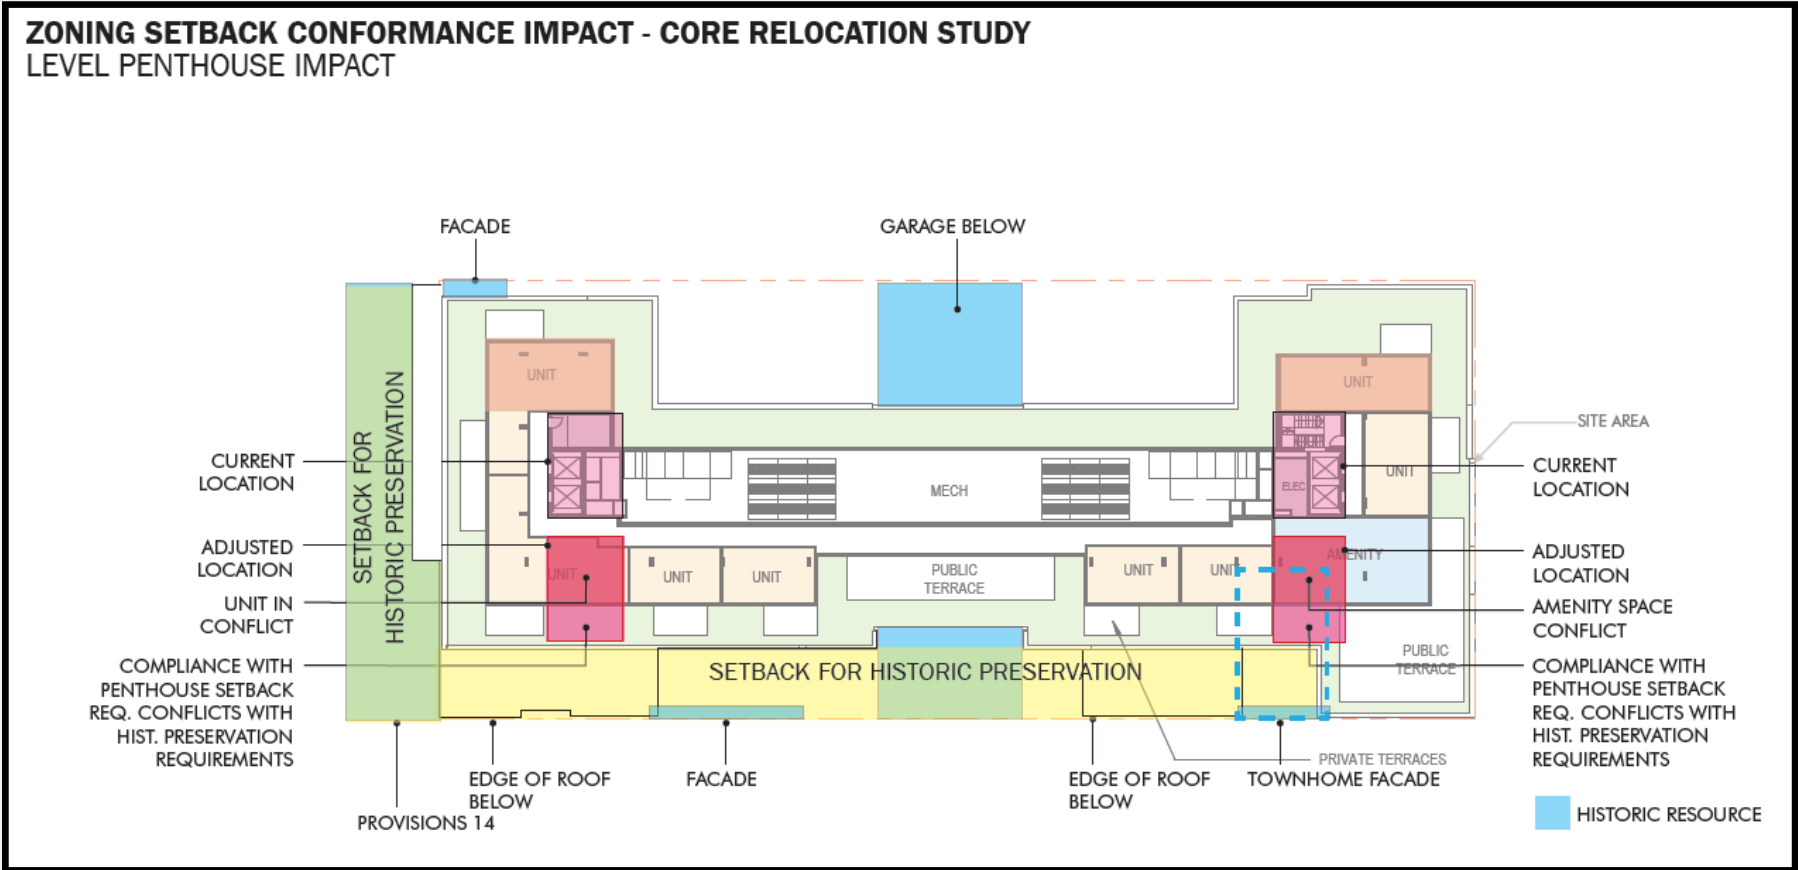 ZONING SETBACK CONFORMANCE IMPACT - CORE RELOCATION STUDY
LEVEL PENTHOUSE IMPACT
FACADE
GARAGE BELOW
UNIT
UNIT
SITE AREA
SETBACK FOR
HISTORIC PRESERVATION
CURRENT
LOCATION
MECH
ELEC
UNIT
CURRENT
LOCATION
ADJUSTED
LOCATION
UNIT
UNIT
UNIT
PUBLIC
TERRACE
UNIT
UNIT
AMENITY
ADJUSTED
LOCATION
UNIT IN
CONFLICT
AMENITY SPACE
CONFLICT
COMPLIANCE WITH
PENTHOUSE SETBACK
REQ. CONFLICTS WITH
HIST. PRESERVATION
REQUIREMENTS
SETBACK FOR HISTORIC PRESERVATION
PUBLIC
TERRACE
COMPLIANCE WITH
PENTHOUSE SETBACK
REQ. CONFLICTS WITH
HIST. PRESERVATION
REQUIREMENTS
PROVISIONS 14
EDGE OF ROOF
BELOW
FACADE
EDGE OF ROOF
BELOW
PRIVATE TERRACES
TOWNHOME FACADE
HISTORIC RESOURCE